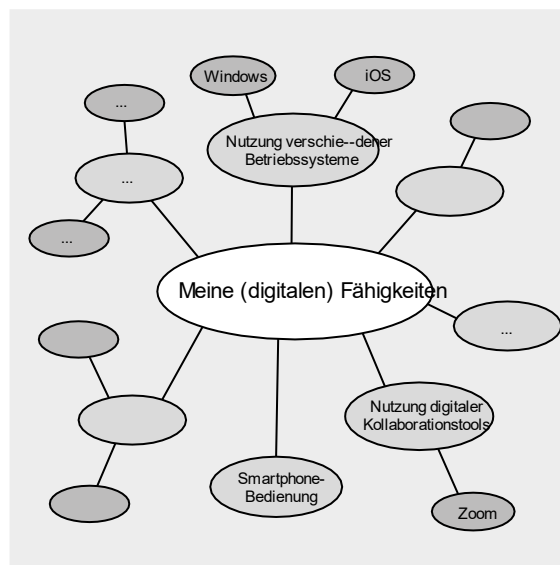 Windows
iOS
...
Nutzung verschie--dener
Betriebssysteme
...
...
Meine (digitalen) Fähigkeiten
...
Nutzung digitaler
Kollaborationstools
Smartphone-
Bedienung
Zoom